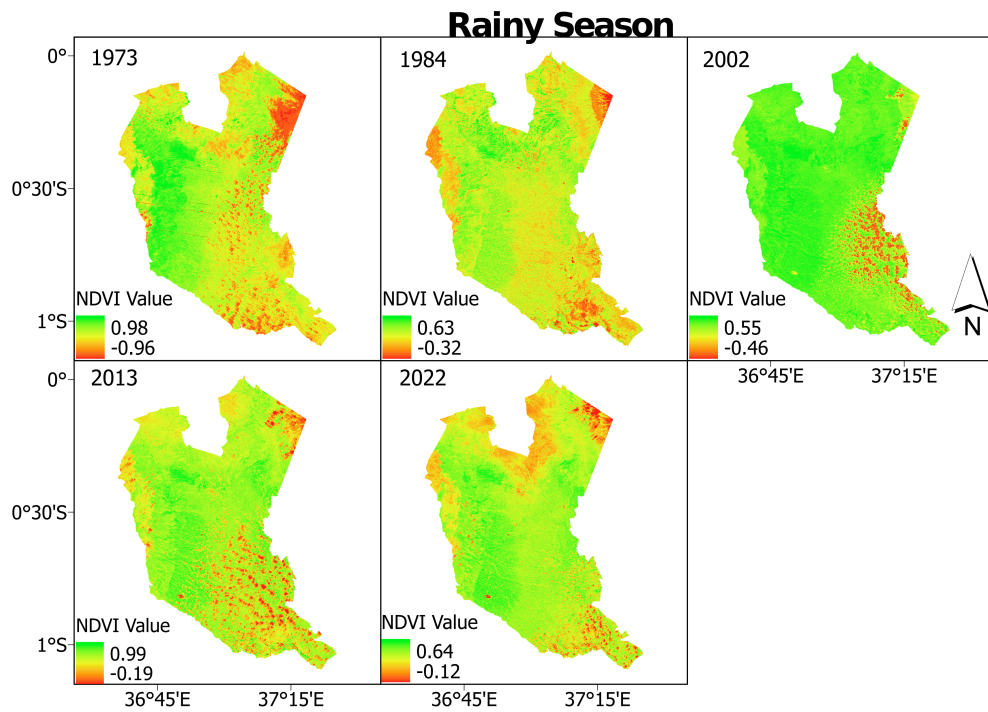 Rainy Season
0°
1973
1984
2002
0°30'S
NDVI Value
0.98
-0.96
NDVI Value
0.63
-0.32
NDVI Value
0.55
-0.46
1°S
N
36°45'E
37°15'E
0°
2013
2022
0°30'S
NDVI Value
0.99
-0.19
NDVI Value
0.64
-0.12
1°S
36°45'E
37°15'E
36°45'E
37°15'E